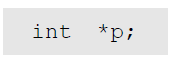 int *p;